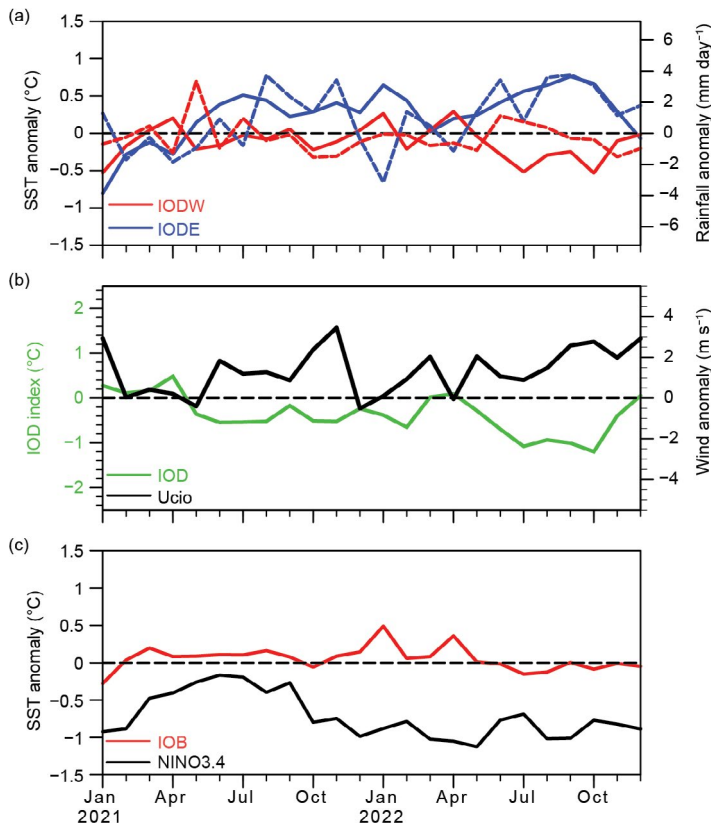 (a)
SST anomaly (°C)
1.5
1
0.5
0
−0.5
−1
−1.5
IODW
IODE
6
4
2
0
−2
−4
−6
Rainfall anomaly (mm day⁻¹)
(b)
IOD index (°C)
2
1
0
−1
−2
IOD
Ucio
4
2
0
−2
−4
Wind anomaly (m s⁻¹)
(c)
SST anomaly (°C)
1.5
1
0.5
0
−0.5
−1
−1.5
IOB
NINO3.4
Jan Apr Jul Oct Jan Apr Jul Oct
2021 2022